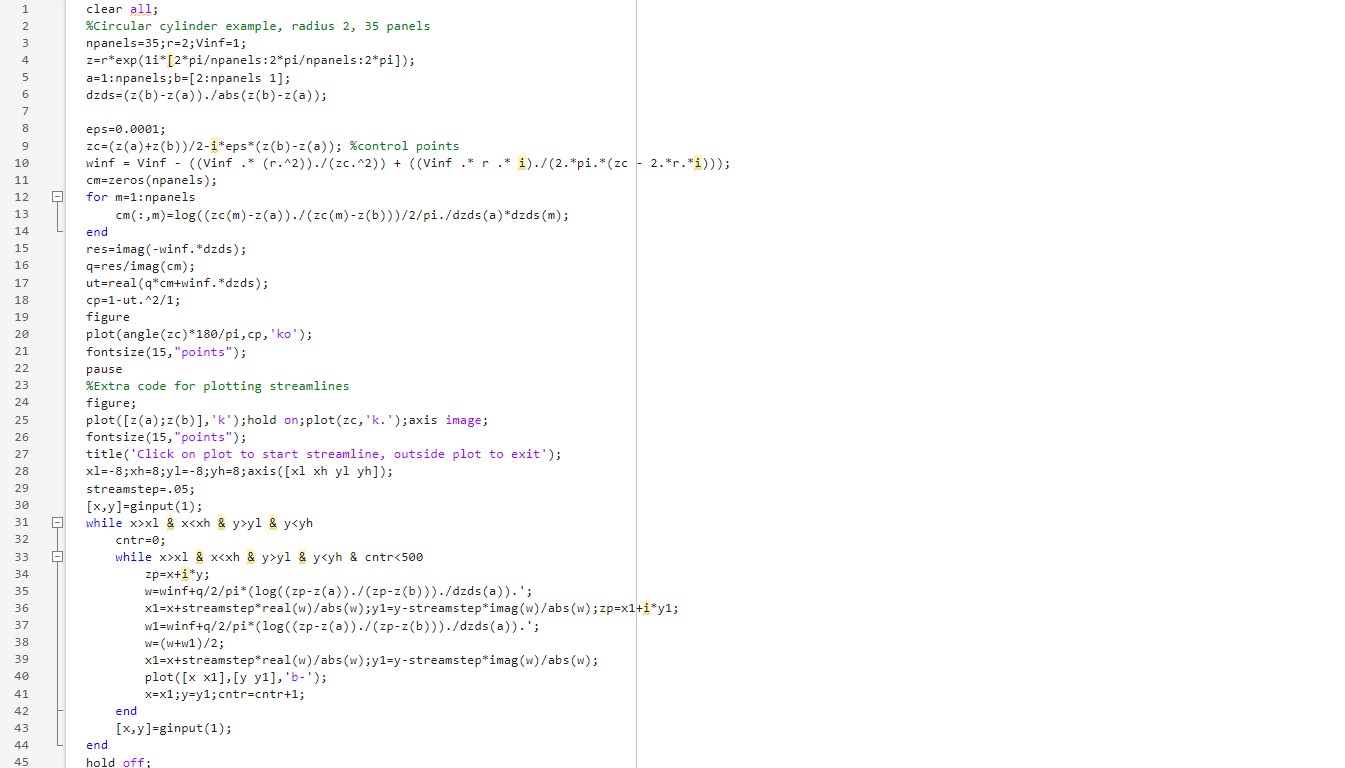 1 clear all;
2 %Circular cylinder example, radius 2, 35 panels
3 npanels=35;r=2;Vinf=1;
4 z=r*exp(1i*[2*pi/npanels:2*pi/npanels:2*pi]);
5 a=1:npanels;b=[2:npanels 1];
6 dzds=(z(b)-z(a))./abs(z(b)-z(a));
7
8 eps=0.0001;
9 zc=(z(a)+z(b))/2-i*eps*(z(b)-z(a)); %control points
10 winf = Vinf - ((Vinf .* (r.^2))./(zc.^2)) + ((Vinf .* r .* i)./(2.*pi.*(zc - 2.*r.*i)));
11 cm=zeros(npanels);
12 for m=1:npanels
13 cm(:,m)=log((zc(m)-z(a))./(zc(m)-z(b)))/2/pi./dzds(a)*dzds(m);
14 end
15 res=imag(-winf.*dzds);
16 q=res/imag(cm);
17 ut=real(q*cm+winf.*dzds);
18 cp=1-ut.^2/1;
19 figure
20 plot(angle(zc)*180/pi,cp,'ko');
21 fontsize(15,"points");
22 pause
23 %Extra code for plotting streamlines
24 figure;
25 plot([z(a);z(b)],'k');hold on;plot(zc,'k.');axis image;
26 fontsize(15,"points");
27 title('Click on plot to start streamline, outside plot to exit');
28 xl=-8;xh=8;yl=-8;yh=8;axis([xl xh yl yh]);
29 streamstep=.05;
30 [x,y]=ginput(1);
31 while x>xl & x<xh & y>yl & y<yh
32 cntr=0;
33 while x>xl & x<xh & y>yl & y<yh & cntr<500
34 zp=x+i*y;
35 w=winf+q/2/pi*(log((zp-z(a))./(zp-z(b)))./dzds(a)).';
36 x1=x+streamstep*real(w)/abs(w);y1=y-streamstep*imag(w)/abs(w);zp=x1+i*y1;
37 w1=winf+q/2/pi*(log((zp-z(a))./(zp-z(b)))./dzds(a)).';
38 w=(w+w1)/2;
39 x1=x+streamstep*real(w)/abs(w);y1=y-streamstep*imag(w)/abs(w);
40 plot([x x1],[y y1],'b-');
41 x=x1;y=y1;cntr=cntr+1;
42 end
43 [x,y]=ginput(1);
44 end
45 hold off;